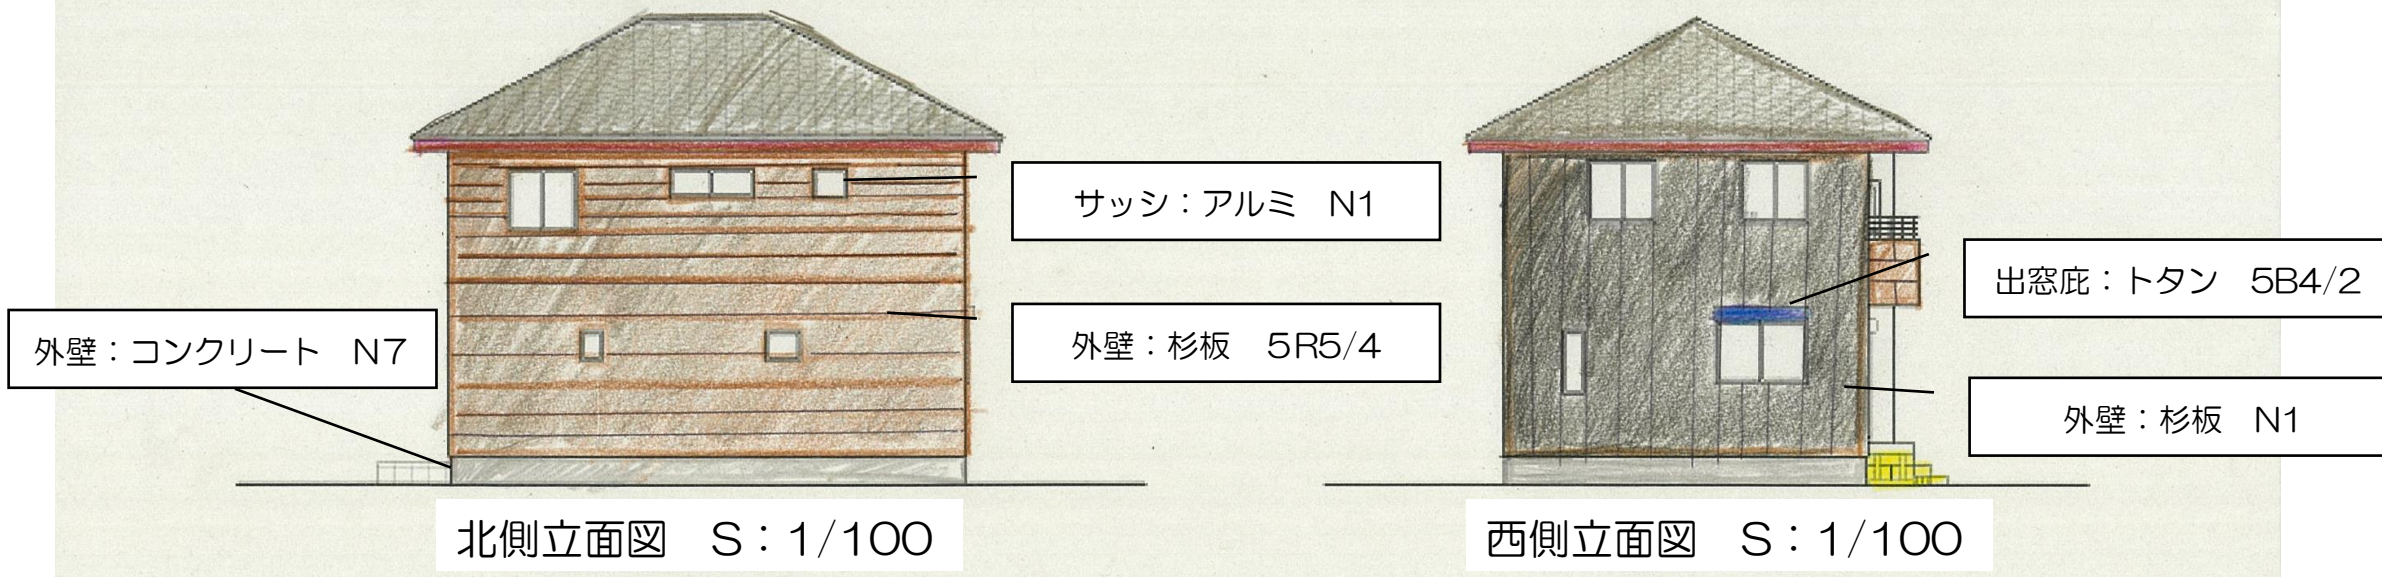 サッシ：アルミ　N1
出窓庇：トタン　5B4/2
外壁：コンクリート　N7
外壁：杉板　5R5/4
外壁：杉板　N1
北側立面図　S：1/100
西側立面図　S：1/100